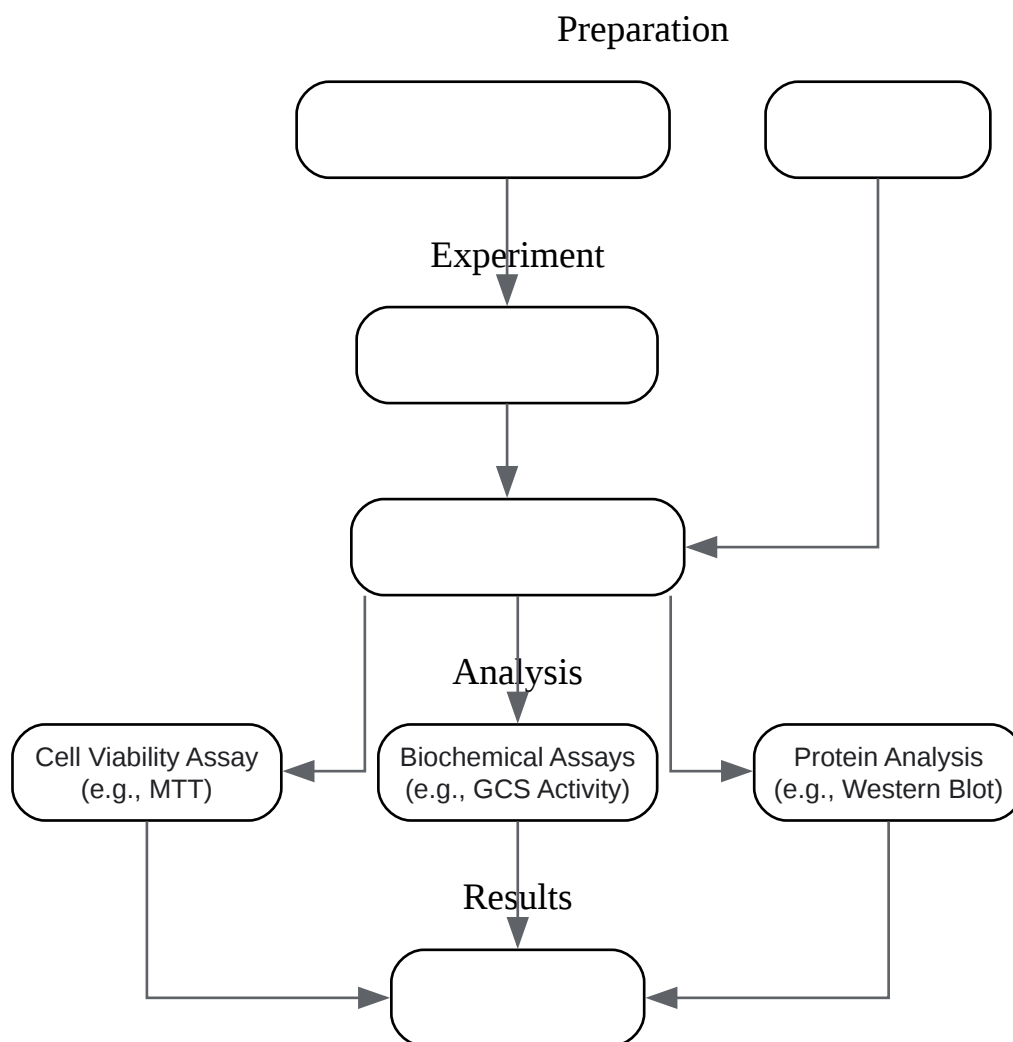 Preparation
Experiment
Analysis
Cell Viability Assay
(e.g., MTT)
Biochemical Assays
(e.g., GCS Activity)
Protein Analysis
(e.g., Western Blot)
Results